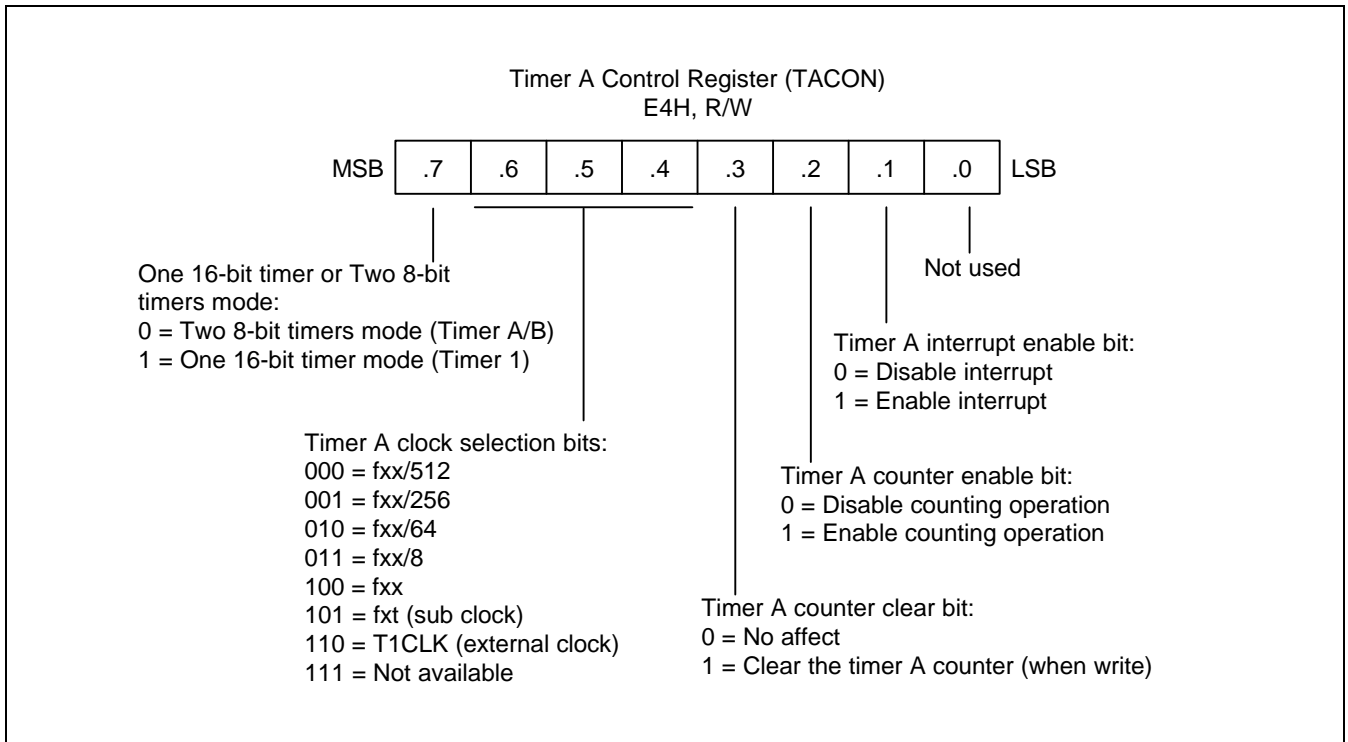 Timer A Control Register (TACON)
E4H, R/W
MSB .7 .6 .5 .4 .3 .2 .1 .0 LSB
One 16-bit timer or Two 8-bit
timers mode:
0 = Two 8-bit timers mode (Timer A/B)
1 = One 16-bit timer mode (Timer 1)
Timer A clock selection bits:
000 = fxx/512
001 = fxx/256
010 = fxx/64
011 = fxx/8
100 = fxx
101 = fxt (sub clock)
110 = T1CLK (external clock)
111 = Not available
Timer A counter clear bit:
0 = No affect
1 = Clear the timer A counter (when write)
Timer A counter enable bit:
0 = Disable counting operation
1 = Enable counting operation
Timer A interrupt enable bit:
0 = Disable interrupt
1 = Enable interrupt
Not used